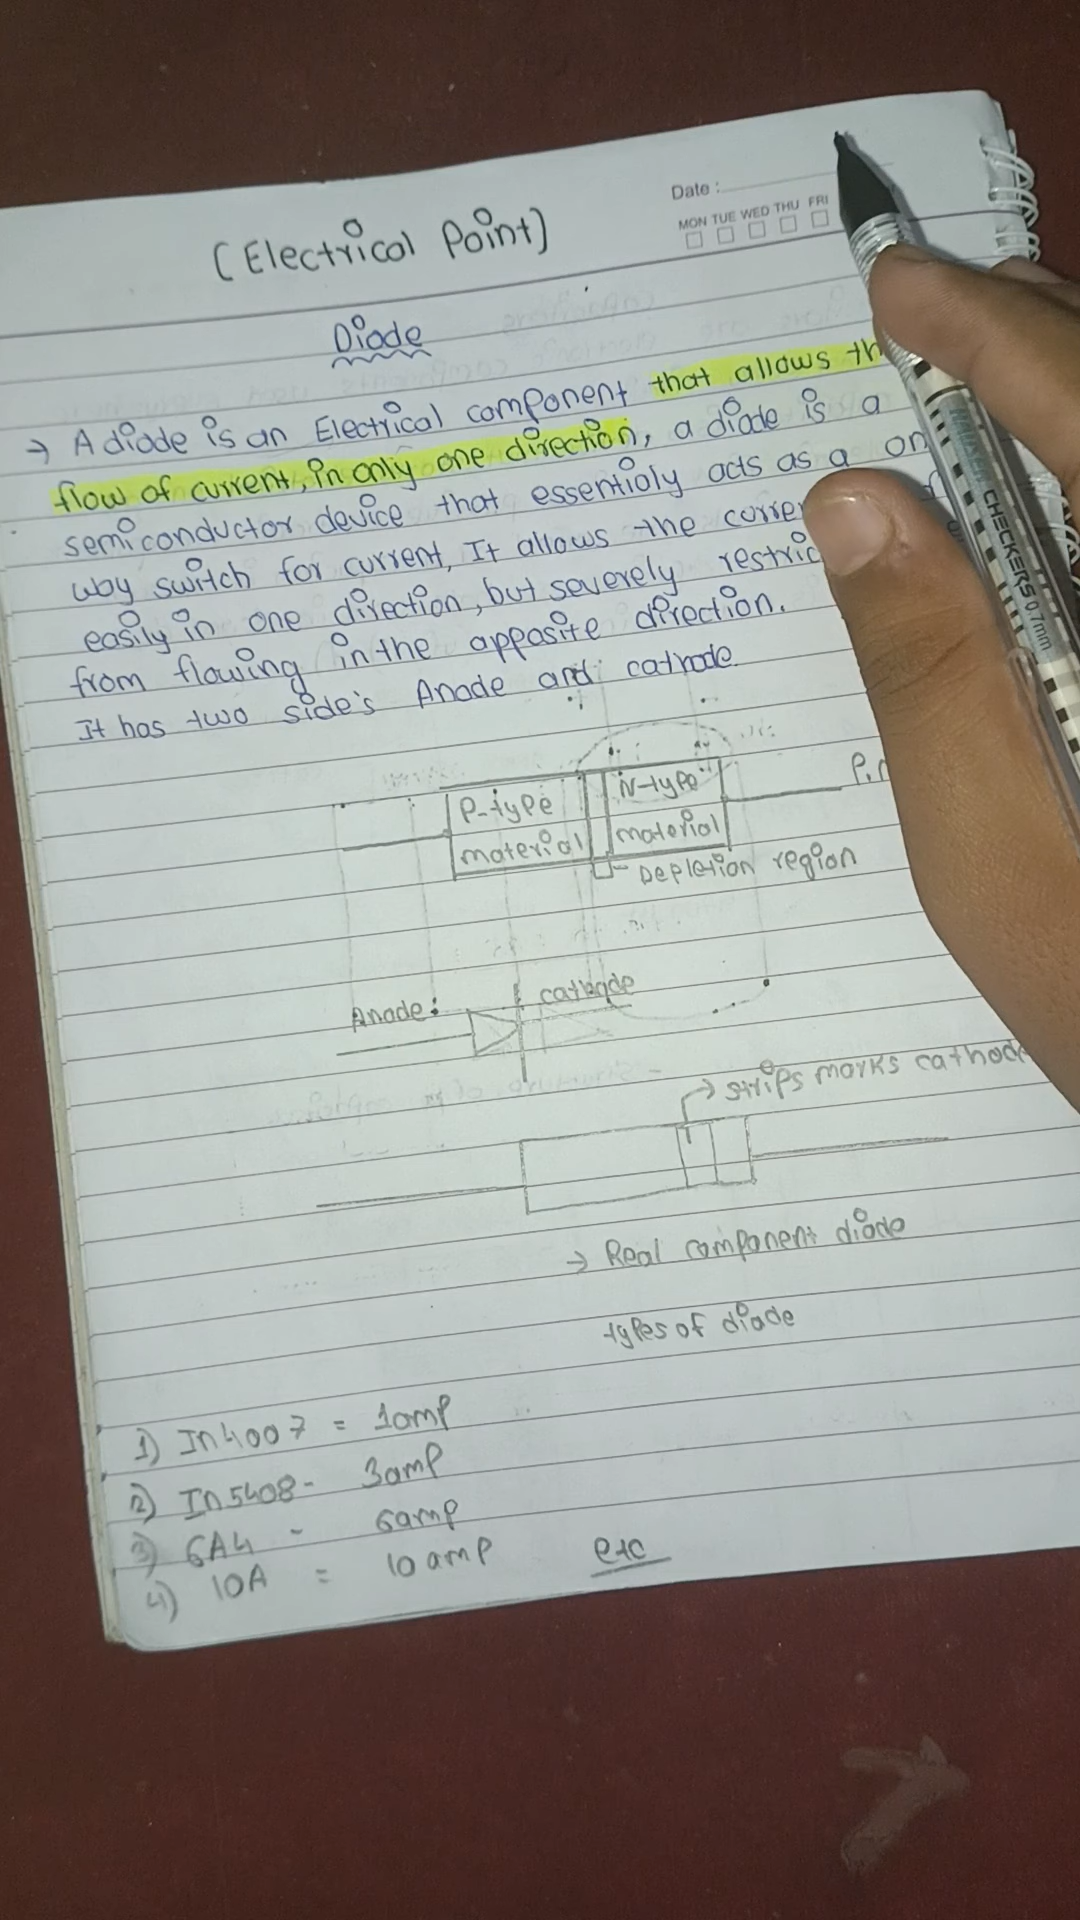 Date :
MON TUE WED THU FRI
(Electrical Point)
Diode
→ A diode is an Electrical component that allows th
flow of current, in only one direction, a diode is a
semiconductor device that essentioly acts as a on
way switch for current, It allows the curre
easily in one direction, but severely restric
from flowing in the apposite direction.
It has two side's Anode and cathode
P-type
material
N-type
material
P.n
Depletion region
Anode:
cathode
→ strips marks cathode
→ Real component diode
types of diode
1) In4007 = 1amp
2) In5408 - 3amp
3) 6A4 - 6amp
4) 10A = 10 amp etc
CHECKERS 0.7mm